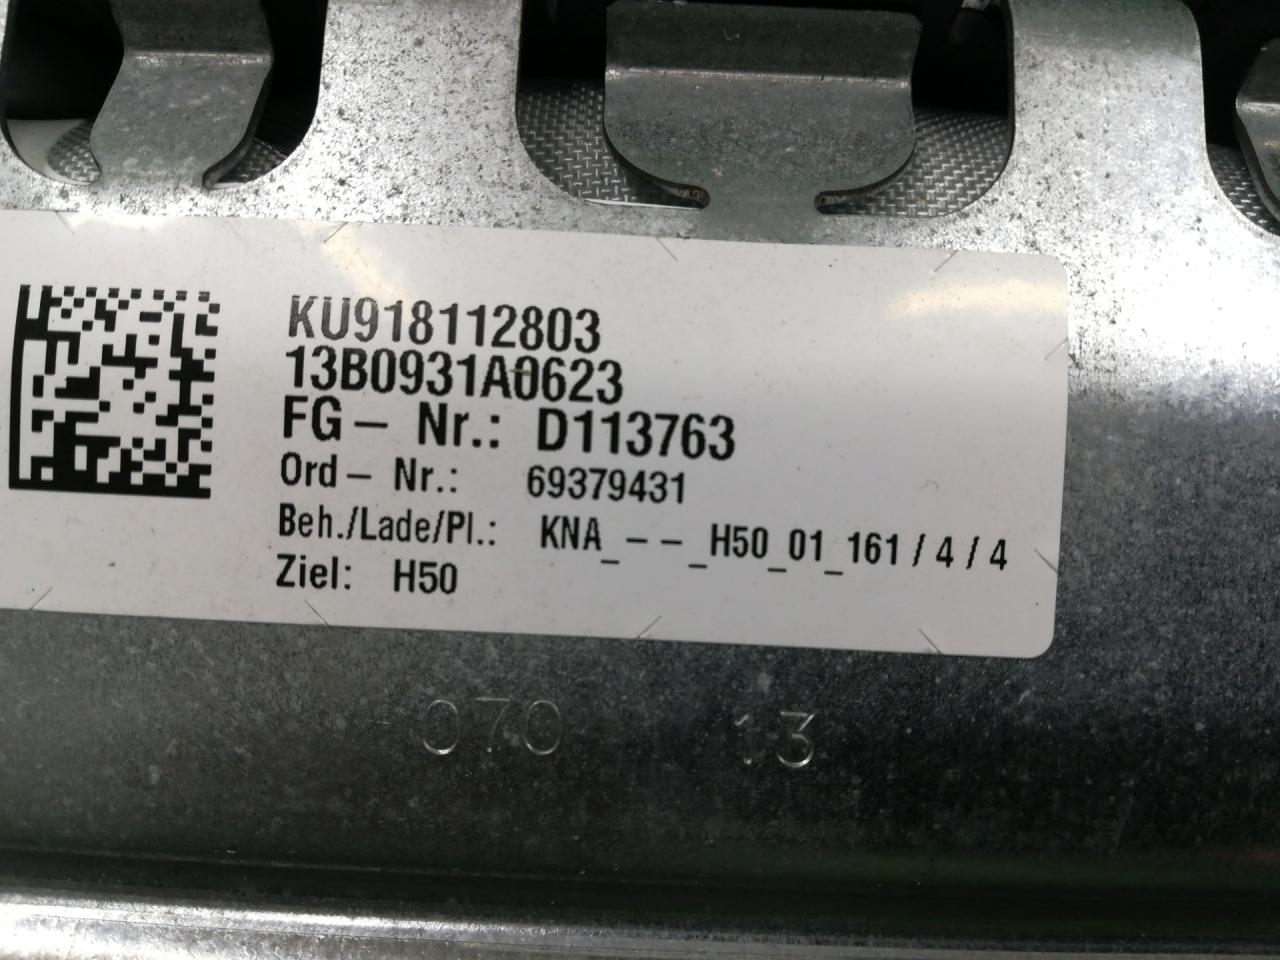 KU918112803
13B0931A0623
FG- Nr.: D113763
Ord- Nr.: 69379431
Beh./Lade/Pl.: KNA_--_H50_01_161/4/4
Ziel: H50
070 13